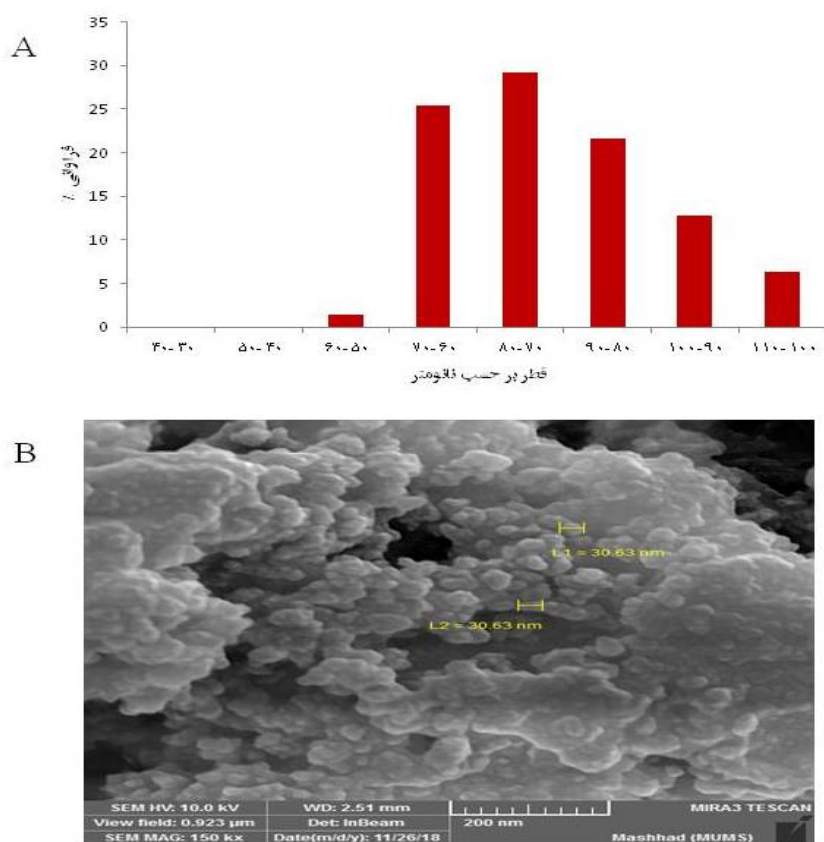 A
35
30
25
20
15
10
5
0
فراوانی ٪
۴۰-۳۰ ۵۰-۴۰ ۶۰-۵۰ ۷۰-۶۰ ۸۰-۷۰ ۹۰-۸۰ ۱۰۰-۹۰ ۱۱۰-۱۰۰
قطر بر حسب نانومتر
B
L1 = 30.63 nm
L2 = 30.63 nm
SEM HV: 10.0 kV WD: 2.51 mm MIRA3 TESCAN
View field: 0.923 µm Det: InBeam 200 nm
SEM MAG: 150 kx Date(m/d/y): 11/26/18 Mashhad (MUMS)